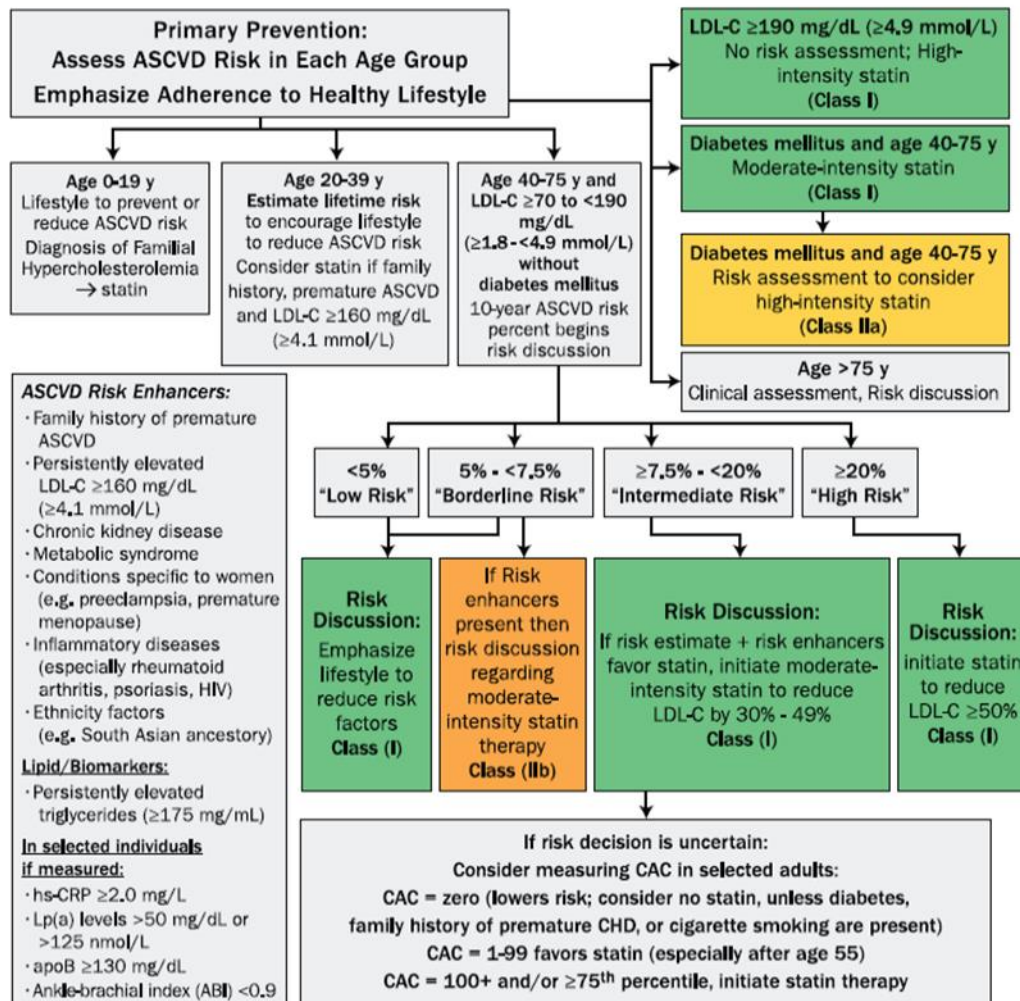 Primary Prevention:
Assess ASCVD Risk in Each Age Group
Emphasize Adherence to Healthy Lifestyle
LDL-C ≥190 mg/dL (≥4.9 mmol/L)
No risk assessment; High-
intensity statin
(Class I)
Diabetes mellitus and age 40-75 y
Moderate-intensity statin
(Class I)
Diabetes mellitus and age 40-75 y
Risk assessment to consider
high-intensity statin
(Class IIa)
Age >75 y
Clinical assessment, Risk discussion
Age 0-19 y
Lifestyle to prevent or
reduce ASCVD risk
Diagnosis of Familial
Hypercholesterolemia
→ statin
Age 20-39 y
Estimate lifetime risk
to encourage lifestyle
to reduce ASCVD risk
Consider statin if family
history, premature ASCVD
and LDL-C ≥160 mg/dL
(≥4.1 mmol/L)
Age 40-75 y and
LDL-C ≥70 to <190
mg/dL
(≥1.8-<4.9 mmol/L)
without
diabetes mellitus
10-year ASCVD risk
percent begins
risk discussion
<5%
"Low Risk"
5% - <7.5%
"Borderline Risk"
≥7.5% - <20%
"Intermediate Risk"
≥20%
"High Risk"
Risk
Discussion:
Emphasize
lifestyle to
reduce risk
factors
Class (I)
If Risk
enhancers
present then
risk discussion
regarding
moderate-
intensity statin
therapy
Class (IIb)
Risk Discussion:
If risk estimate + risk enhancers
favor statin, initiate moderate-
intensity statin to reduce
LDL-C by 30% - 49%
Class (I)
Risk
Discussion:
initiate statin
to reduce
LDL-C ≥50%
Class (I)
If risk decision is uncertain:
Consider measuring CAC in selected adults:
CAC = zero (lowers risk; consider no statin, unless diabetes,
family history of premature CHD, or cigarette smoking are present)
CAC = 1-99 favors statin (especially after age 55)
CAC = 100+ and/or ≥75th percentile, initiate statin therapy
ASCVD Risk Enhancers:
· Family history of premature
ASCVD
· Persistently elevated
LDL-C ≥160 mg/dL
(≥4.1 mmol/L)
· Chronic kidney disease
· Metabolic syndrome
· Conditions specific to women
(e.g. preeclampsia, premature
menopause)
· Inflammatory diseases
(especially rheumatoid
arthritis, psoriasis, HIV)
· Ethnicity factors
(e.g. South Asian ancestory)
Lipid/Biomarkers:
· Persistently elevated
triglycerides (≥175 mg/mL)
In selected individuals
if measured:
· hs-CRP ≥2.0 mg/L
· Lp(a) levels >50 mg/dL or
>125 nmol/L
· apoB ≥130 mg/dL
· Ankle-brachial index (ABI) <0.9